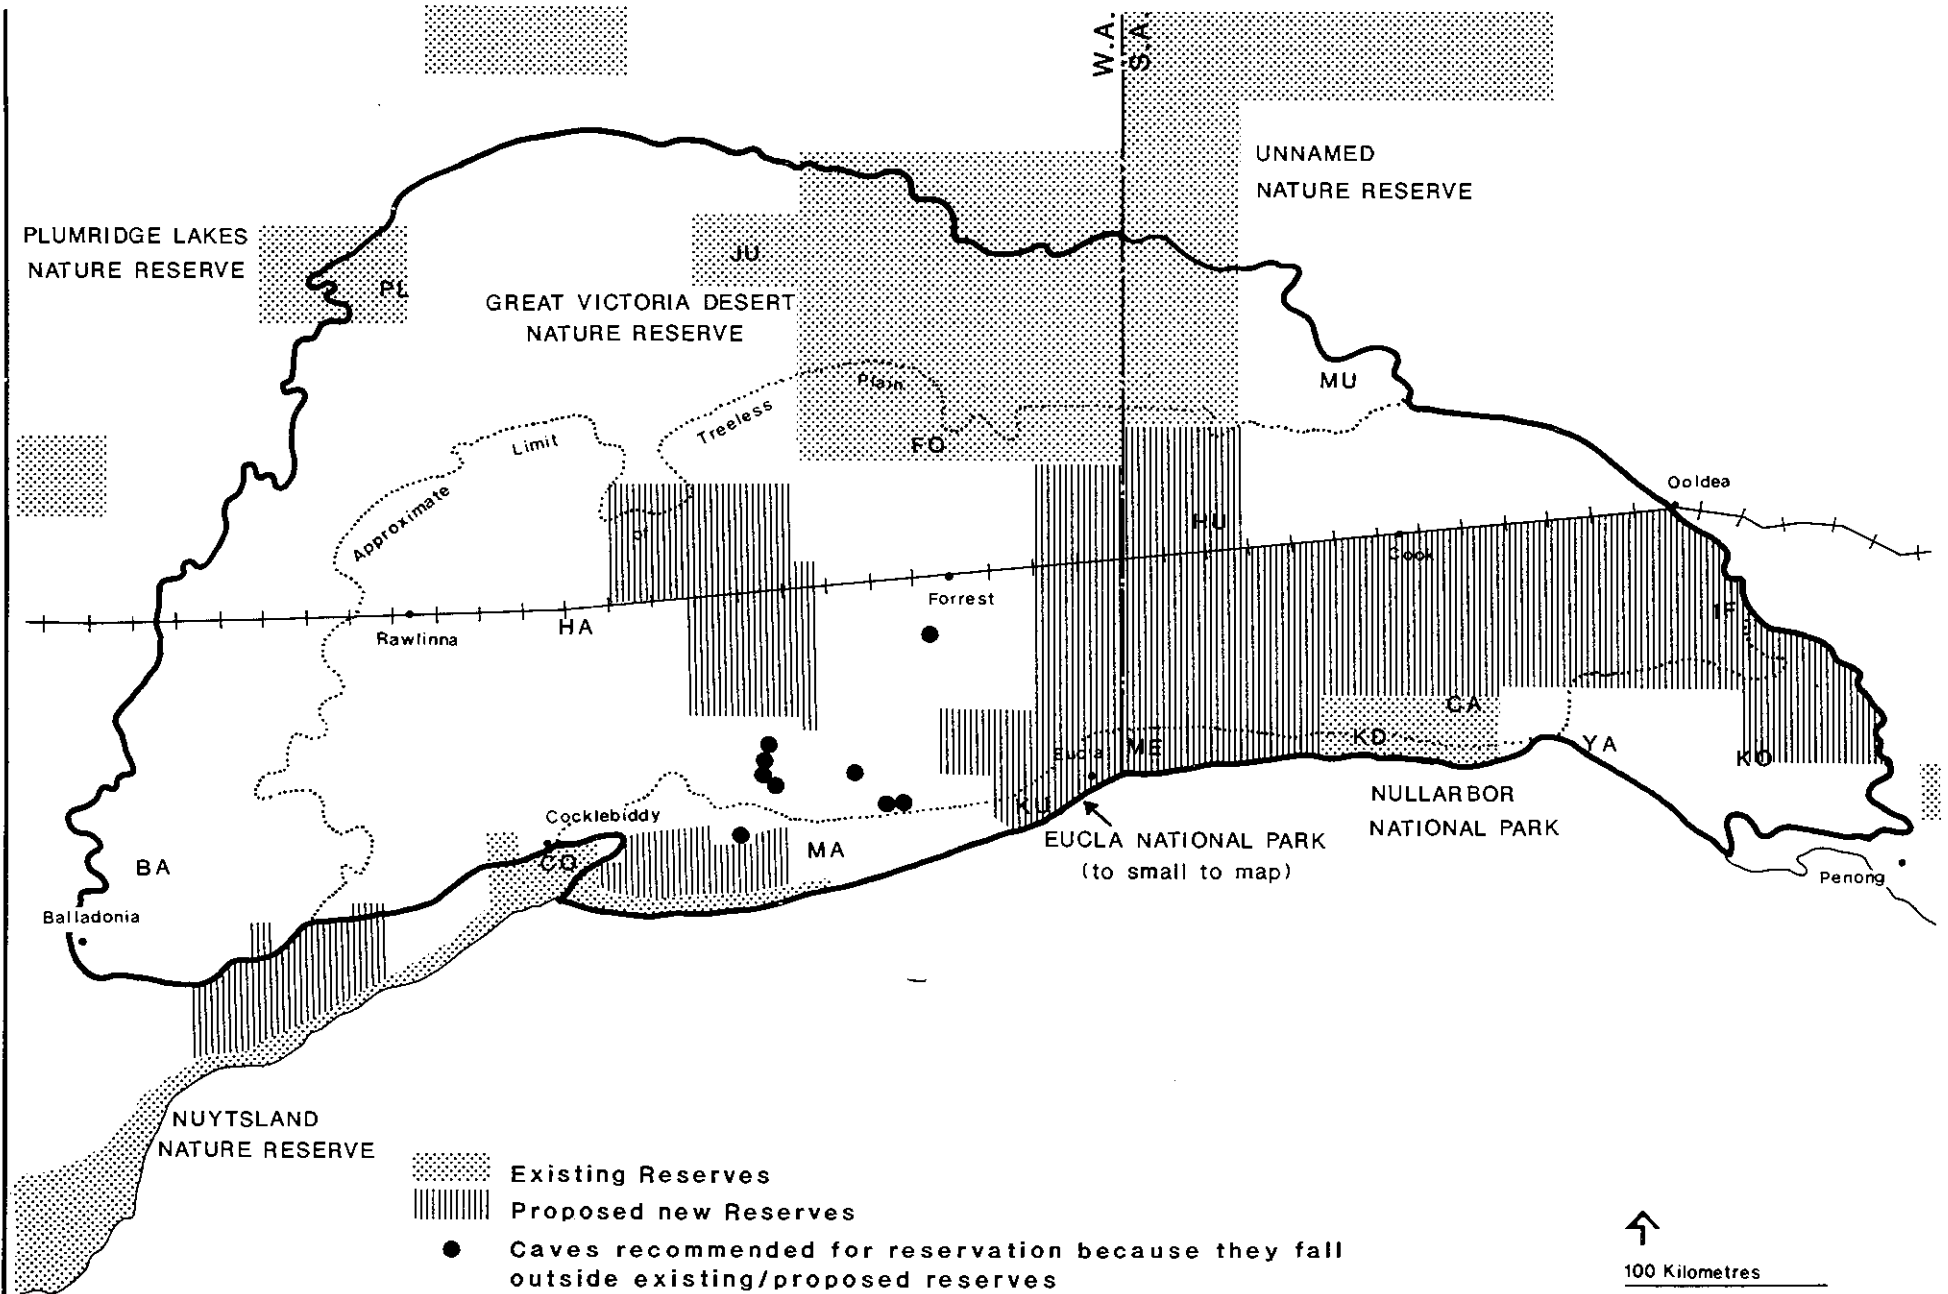 W.A.
S.A.
UNNAMED
NATURE RESERVE
PLUMRIDGE LAKES
NATURE RESERVE
PL
JU
GREAT VICTORIA DESERT
NATURE RESERVE
MU
Approximate
Limit
of
Treeless
Plain
FO
HU
Ooldea
Cook
Forrest
Rawlinna
HA
IF
GA
KD
YA
KO
Eucla
ME
KU
Cocklebiddy
CO
MA
BA
Balladonia
EUCLA NATIONAL PARK
(to small to map)
NULLARBOR
NATIONAL PARK
Penong
NUYTSLAND
NATURE RESERVE
Existing Reserves
Proposed new Reserves
Caves recommended for reservation because they fall
outside existing/proposed reserves
100 Kilometres